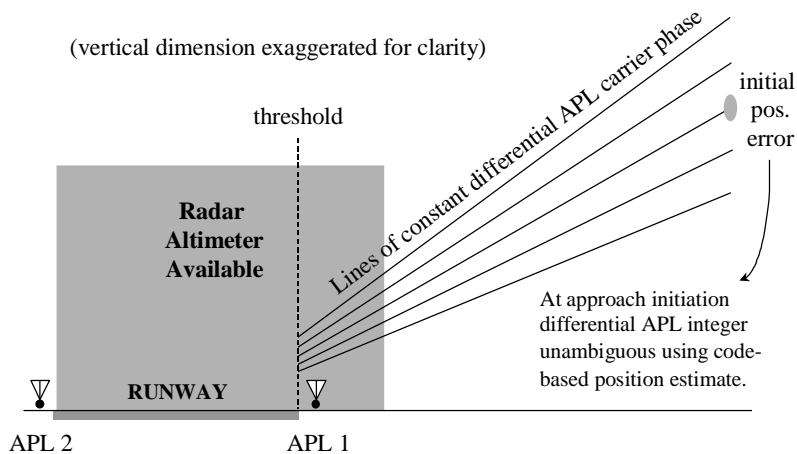 (vertical dimension exaggerated for clarity)
Lines of constant differential APL carrier phase
initial
pos.
error
threshold
Radar
Altimeter
Available
At approach initiation
differential APL integer
unambiguous using code-
based position estimate.
RUNWAY
APL 2
APL 1